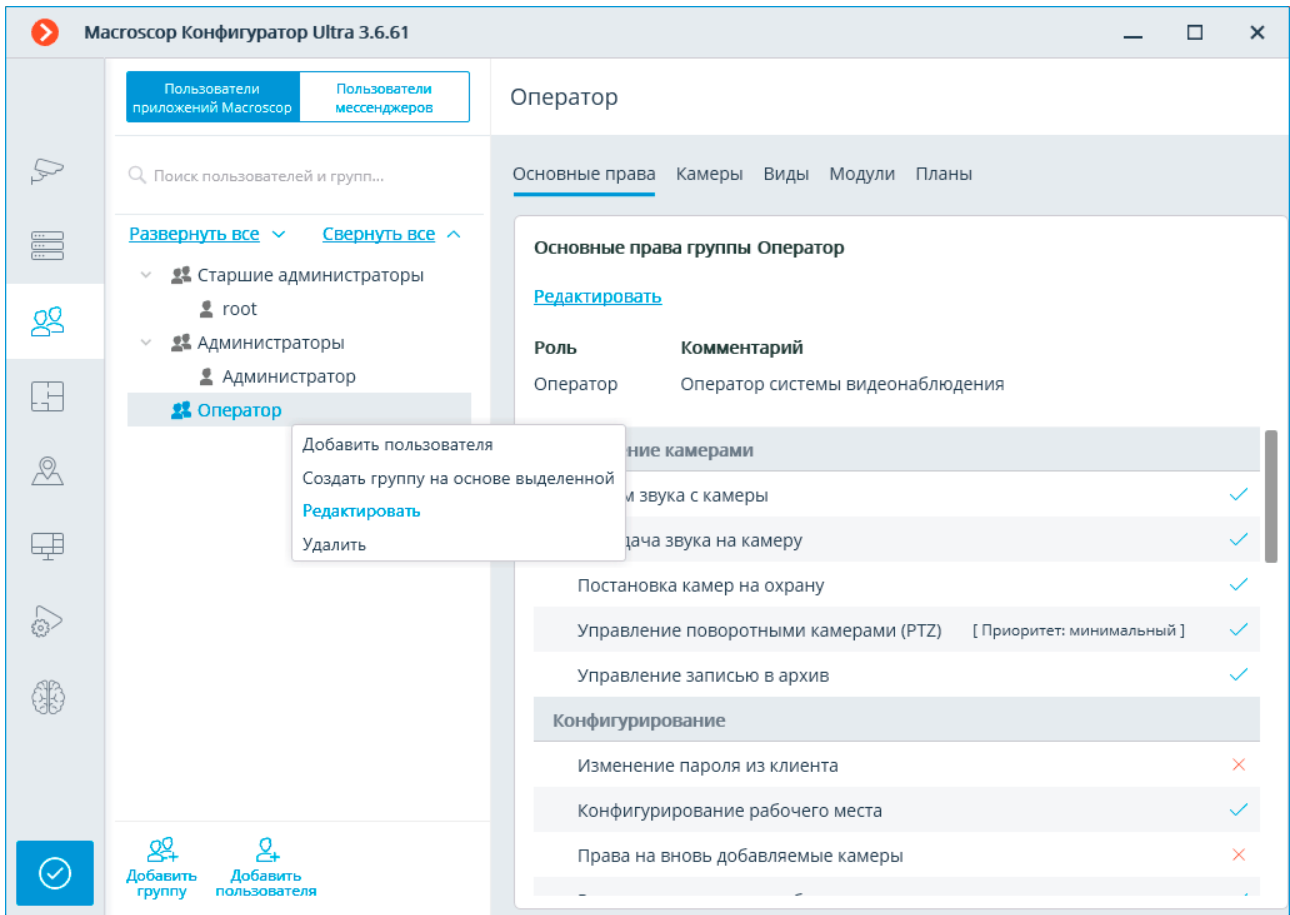 Macroscop Конфигуратор Ultra 3.6.61
Пользователи
приложений Macroscop
Пользователи
мессенджеров
Поиск пользователей и групп...
Развернуть все
Свернуть все
Старшие администраторы
root
Администраторы
Администратор
Оператор
Добавить пользователя
Создать группу на основе выделенной
Редактировать
Удалить
Добавить
группу
Добавить
пользователя
Оператор
Основные права Камеры Виды Модули Планы
Основные права группы Оператор
Редактировать
Роль Комментарий
Оператор Оператор системы видеонаблюдения
ние камерами
м звука с камеры
дача звука на камеру
Постановка камер на охрану
Управление поворотными камерами (PTZ) [ Приоритет: минимальный ]
Управление записью в архив
Конфигурирование
Изменение пароля из клиента
Конфигурирование рабочего места
Права на вновь добавляемые камеры